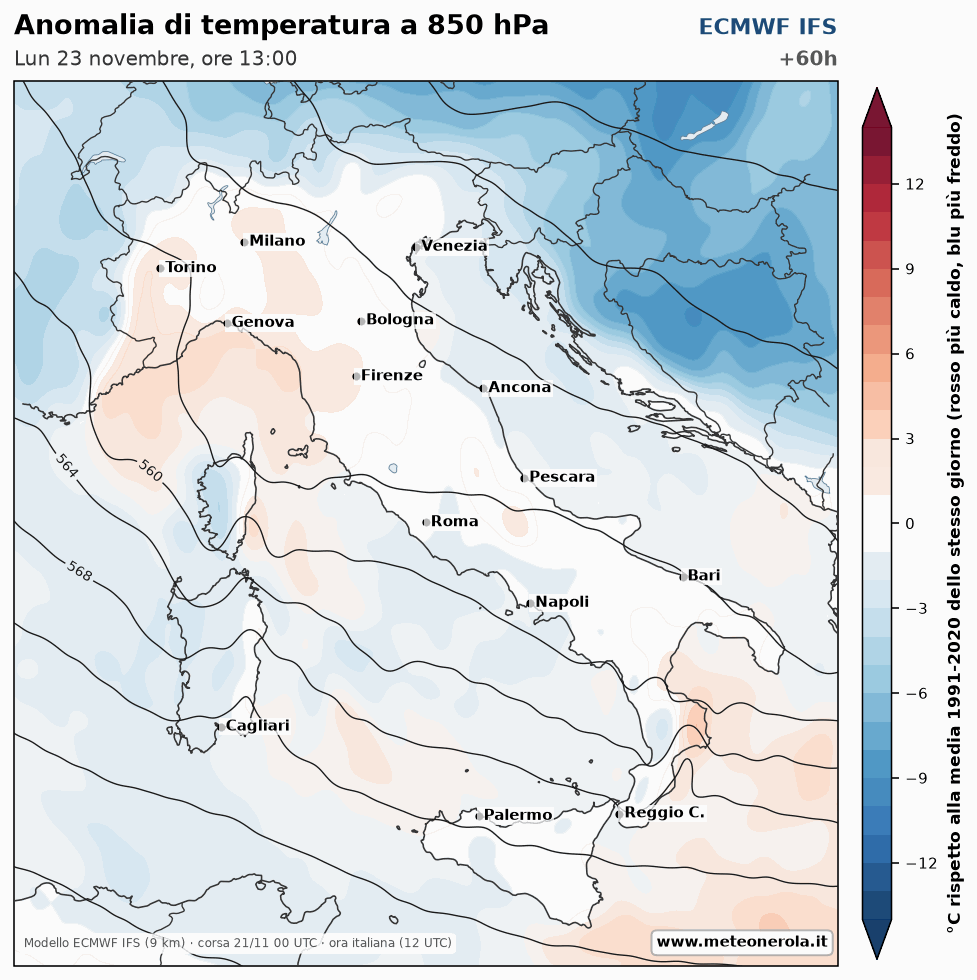 Anomalia di temperatura a 850 hPa
ECMWF IFS
Lun 23 novembre, ore 13:00
+60h
Milano
Venezia
Torino
Genova
Bologna
Firenze
Ancona
564
560
Pescara
Roma
568
Bari
Napoli
Cagliari
Palermo
Reggio C.
Modello ECMWF IFS (9 km) · corsa 21/11 00 UTC · ora italiana (12 UTC)
www.meteonerola.it
12
9
6
3
0
−3
−6
−9
−12
°C rispetto alla media 1991-2020 dello stesso giorno (rosso più caldo, blu più freddo)